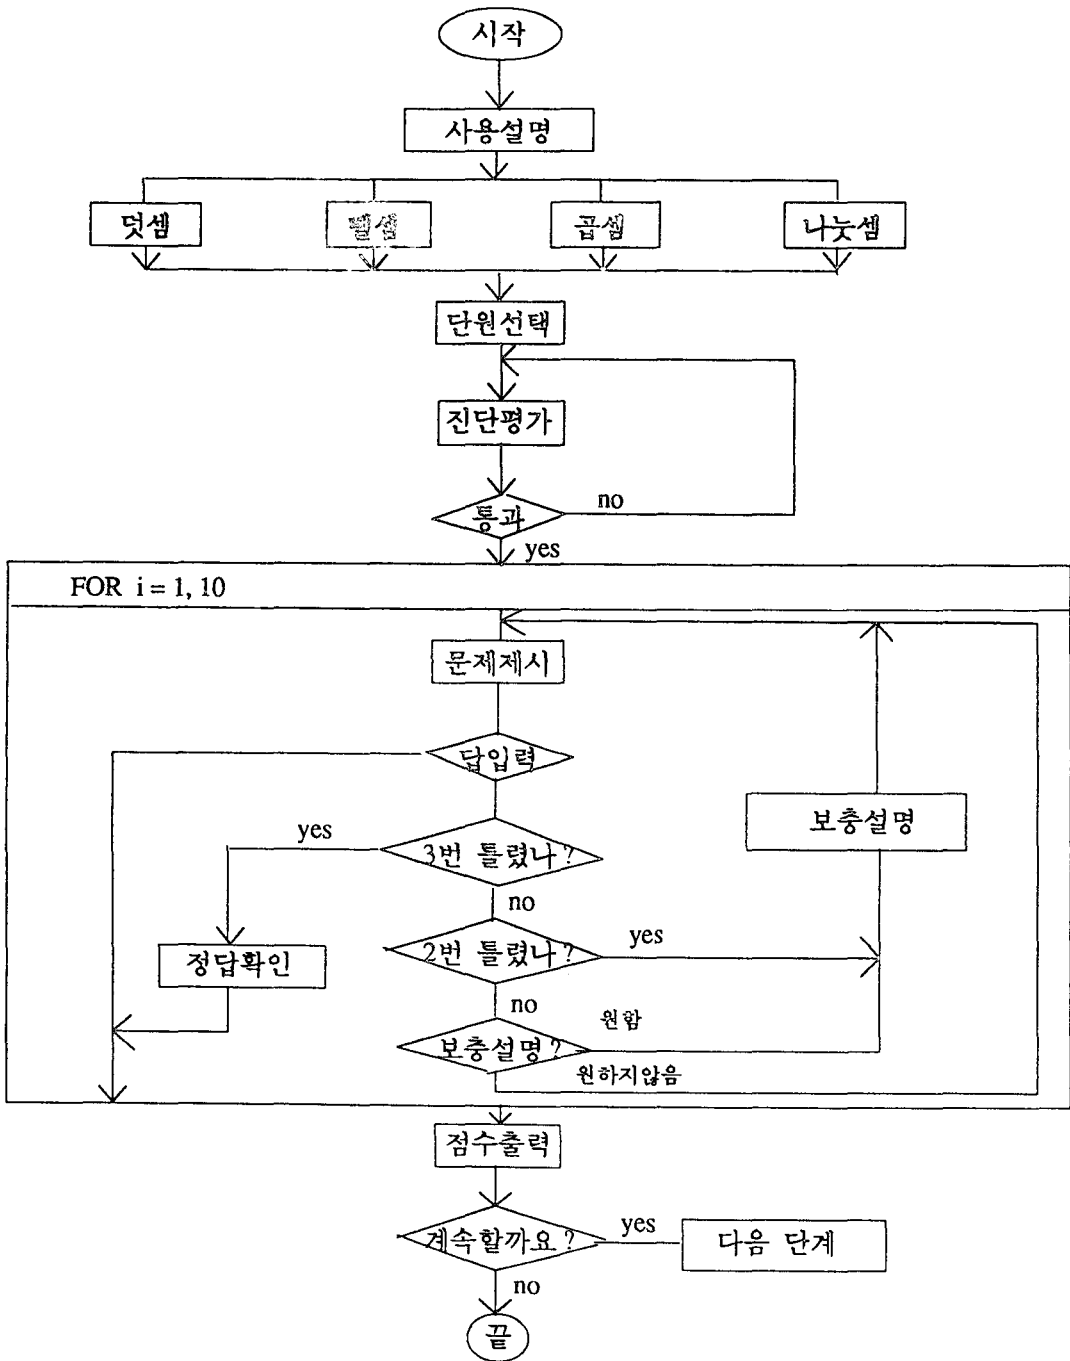 시작
사용설명
덧셈
뺄셈
곱셈
나눗셈
단원선택
진단평가
통과
no
yes
FOR i = 1, 10
문제제시
답입력
보충설명
yes
3번 틀렸나?
no
2번 틀렸나?
yes
정답확인
no
원함
보충설명?
원하지않음
점수출력
계속할까요?
yes
다음 단계
no
끝